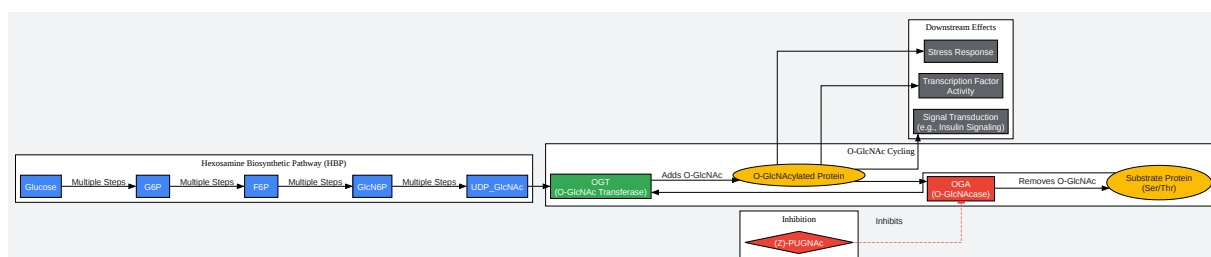 Downstream Effects
Stress Response
Transcription Factor
Activity
Signal Transduction
(e.g., Insulin Signaling)
Hexosamine Biosynthetic Pathway (HBP)
O-GlcNAc Cycling
Glucose
Multiple Steps
G6P
Multiple Steps
F6P
Multiple Steps
GlcN6P
Multiple Steps
UDP_GlcNAc
OGT
(O-GlcNAc Transferase)
Adds O-GlcNAc
O-GlcNAcylated Protein
OGA
(O-GlcNAcase)
Removes O-GlcNAc
Substrate Protein
(Ser/Thr)
Inhibition
Inhibits
(Z)-PUGNAc